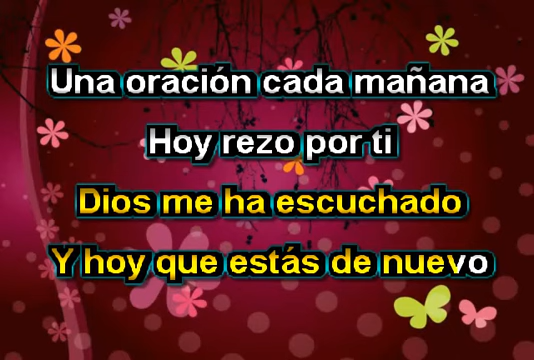 Una oración cada mañana
Hoy rezo por ti
Dios me ha escuchado
Y hoy que estás de nuevo